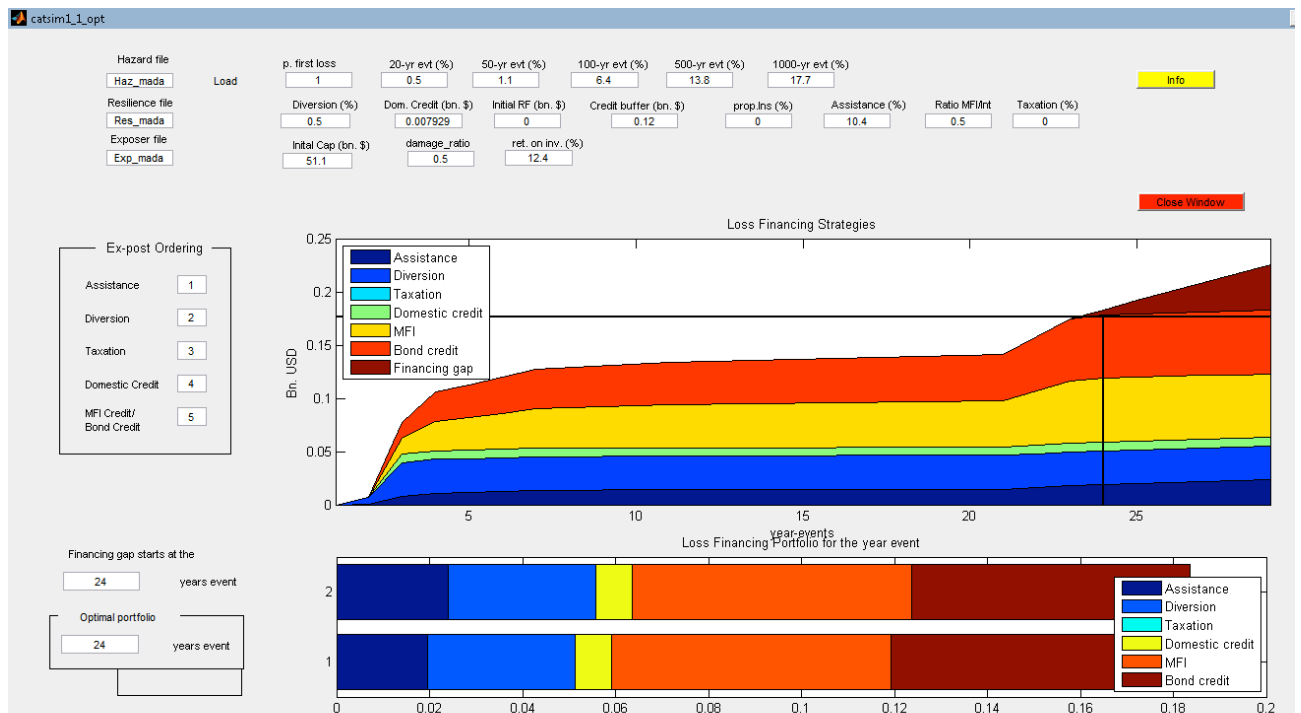 catsim1_1_opt
Hazard file
Haz_mada
Load
p. first loss
1
20-yr evt (%)
0.5
50-yr evt (%)
1.1
100-yr evt (%)
6.4
500-yr evt (%)
13.8
1000-yr evt (%)
17.7
Info
Resilience file
Res_mada
Diversion (%)
0.5
Dom. Credit (bn. $)
0.007929
Initial RF (bn. $)
0
Credit buffer (bn. $)
0.12
prop.Ins (%)
0
Assistance (%)
10.4
Ratio MFI/Int
0.5
Taxation (%)
0
Exposer file
Exp_mada
Inital Cap (bn. $)
51.1
damage_ratio
0.5
ret. on inv. (%)
12.4
Close Window
Ex-post Ordering
Assistance 1
Diversion 2
Taxation 3
Domestic Credit 4
MFI Credit/
Bond Credit
5
Loss Financing Strategies
Bn. USD
0.25
0.2
0.15
0.1
0.05
0
Assistance
Diversion
Taxation
Domestic credit
MFI
Bond credit
Financing gap
5 10 15 20 25
year-events
Financing gap starts at the
24 years event
Optimal portfolio
24 years event
Loss Financing Portfolio for the year event
2
1
Assistance
Diversion
Taxation
Domestic credit
MFI
Bond credit
0 0.02 0.04 0.06 0.08 0.1 0.12 0.14 0.16 0.18 0.2